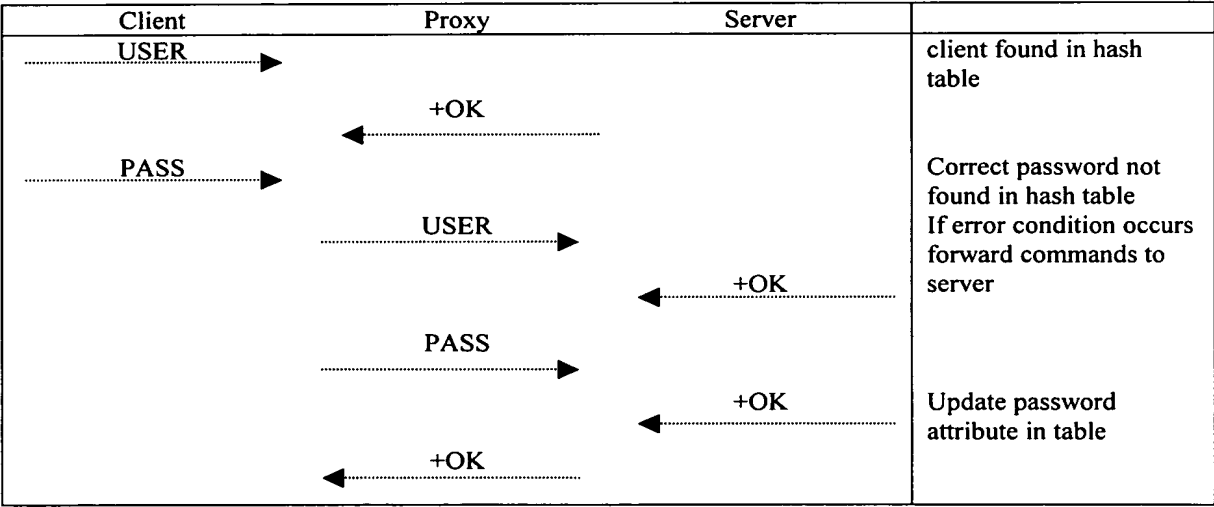 Client Proxy Server
USER
client found in hash
table
+OK
PASS
Correct password not
found in hash table
USER
If error condition occurs
forward commands to
+OK
server
PASS
+OK
Update password
attribute in table
+OK